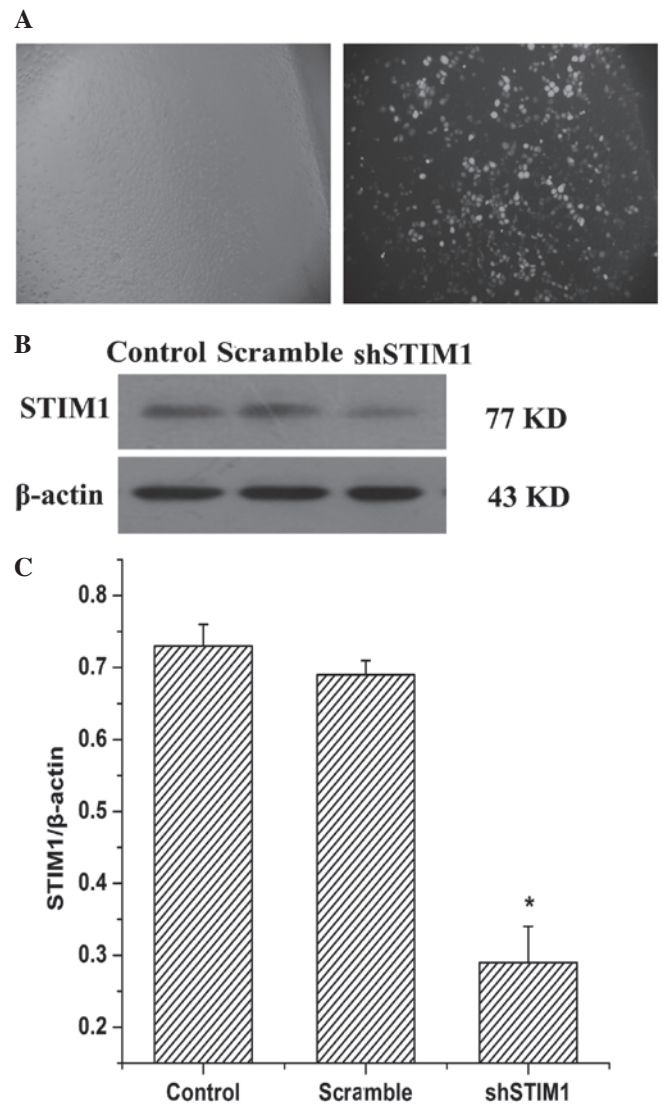 A
B
Control Scramble shSTIM1
STIM1 77 KD
β-actin 43 KD
C
0.8
0.7
0.6
0.5
0.4
0.3
0.2
STIM1/β-actin
*
Control Scramble shSTIM1